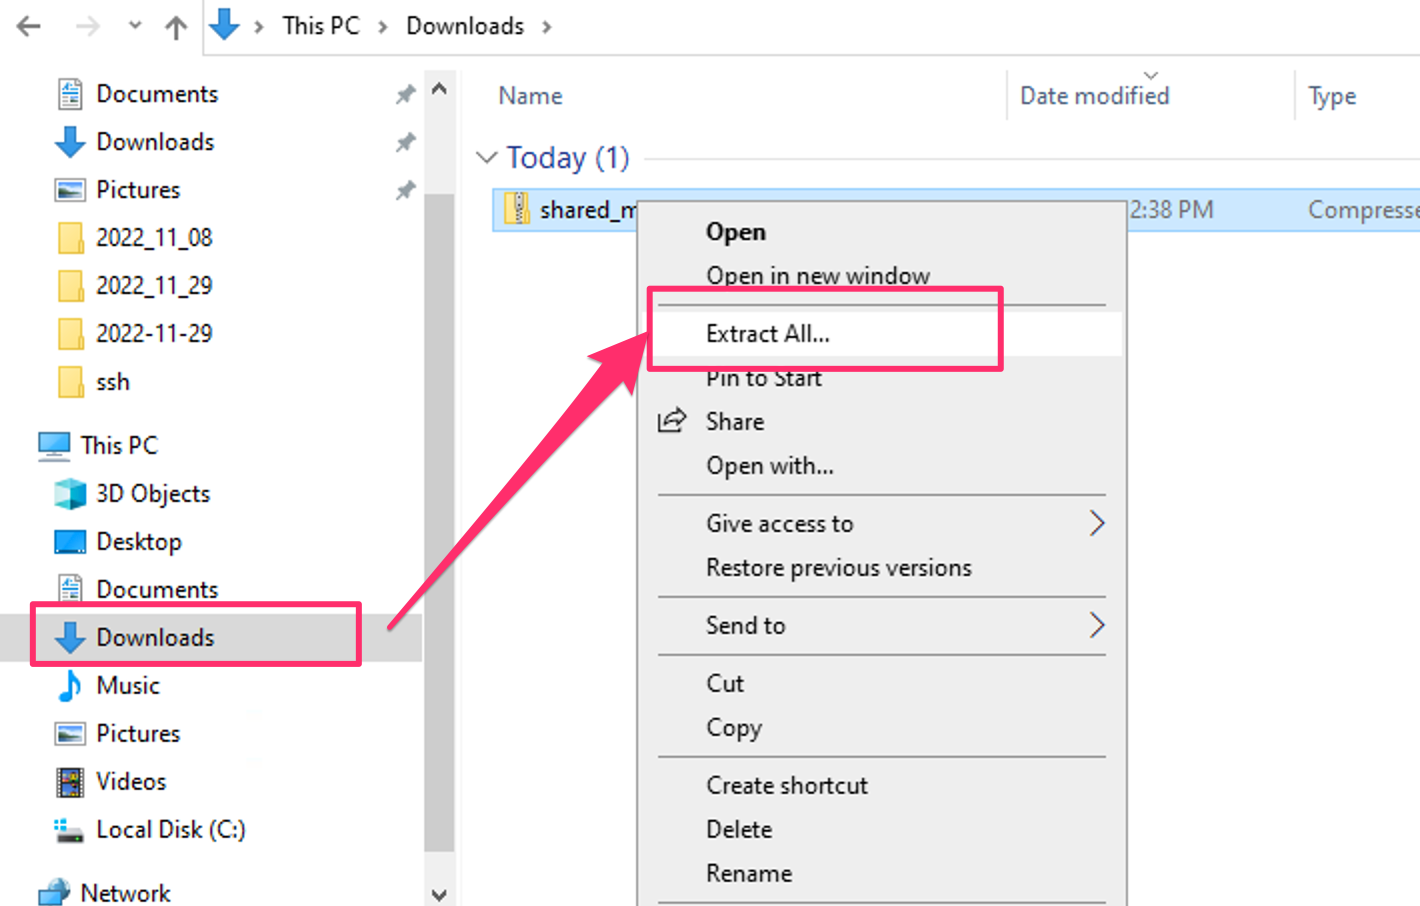 This PC > Downloads >
Documents
Downloads
Pictures
2022_11_08
2022_11_29
2022-11-29
ssh
This PC
3D Objects
Desktop
Documents
Downloads
Music
Pictures
Videos
Local Disk (C:)
Network
Name Date modified Type
Today (1)
shared_m 2:38 PM Compresse
Open
Open in new window
Extract All...
Pin to Start
Share
Open with...
Give access to
Restore previous versions
Send to
Cut
Copy
Create shortcut
Delete
Rename